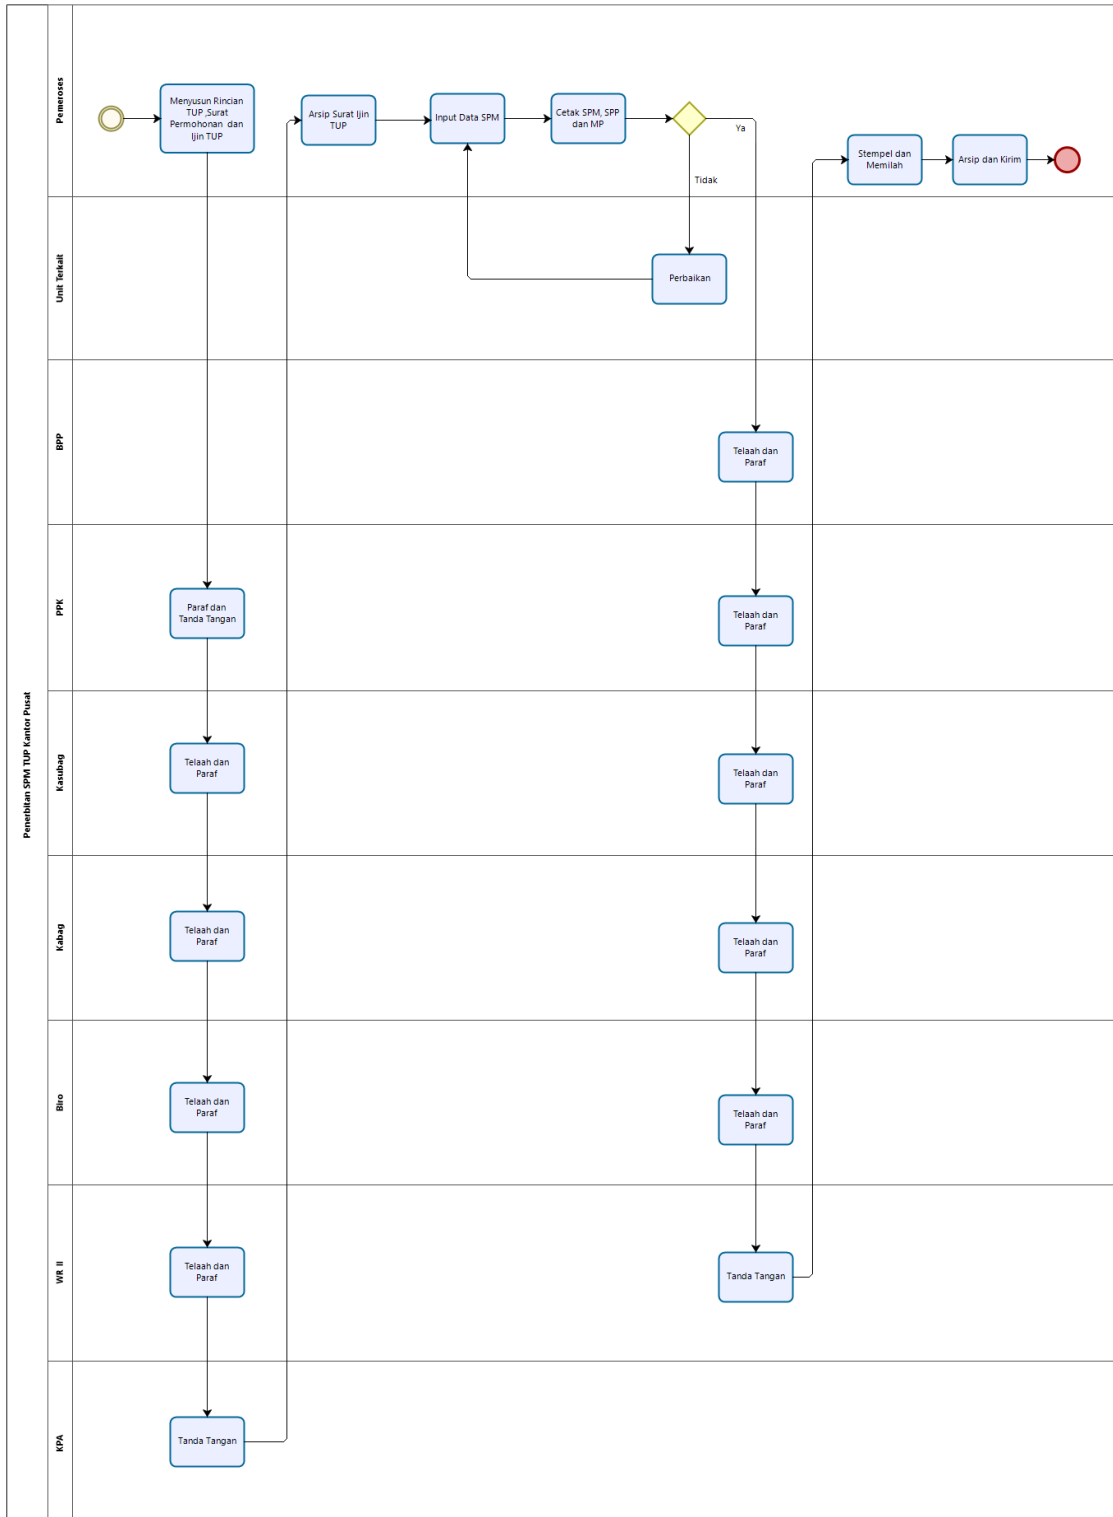 Penerbitan SPM TUP Kantor Pusat
Pemeroses
Menyusun Rincian
TUP ,Surat
Permohonan dan
Ijin TUP
Arsip Surat Ijin
TUP
Input Data SPM
Cetak SPM, SPP
dan MP
Ya
Tidak
Stempel dan
Memilah
Arsip dan Kirim
Unit Terkait
Perbaikan
BPP
Telaah dan
Paraf
PPK
Paraf dan
Tanda Tangan
Telaah dan
Paraf
Kasubag
Telaah dan
Paraf
Telaah dan
Paraf
Kabag
Telaah dan
Paraf
Telaah dan
Paraf
Biro
Telaah dan
Paraf
Telaah dan
Paraf
WR II
Telaah dan
Paraf
Tanda Tangan
KPA
Tanda Tangan